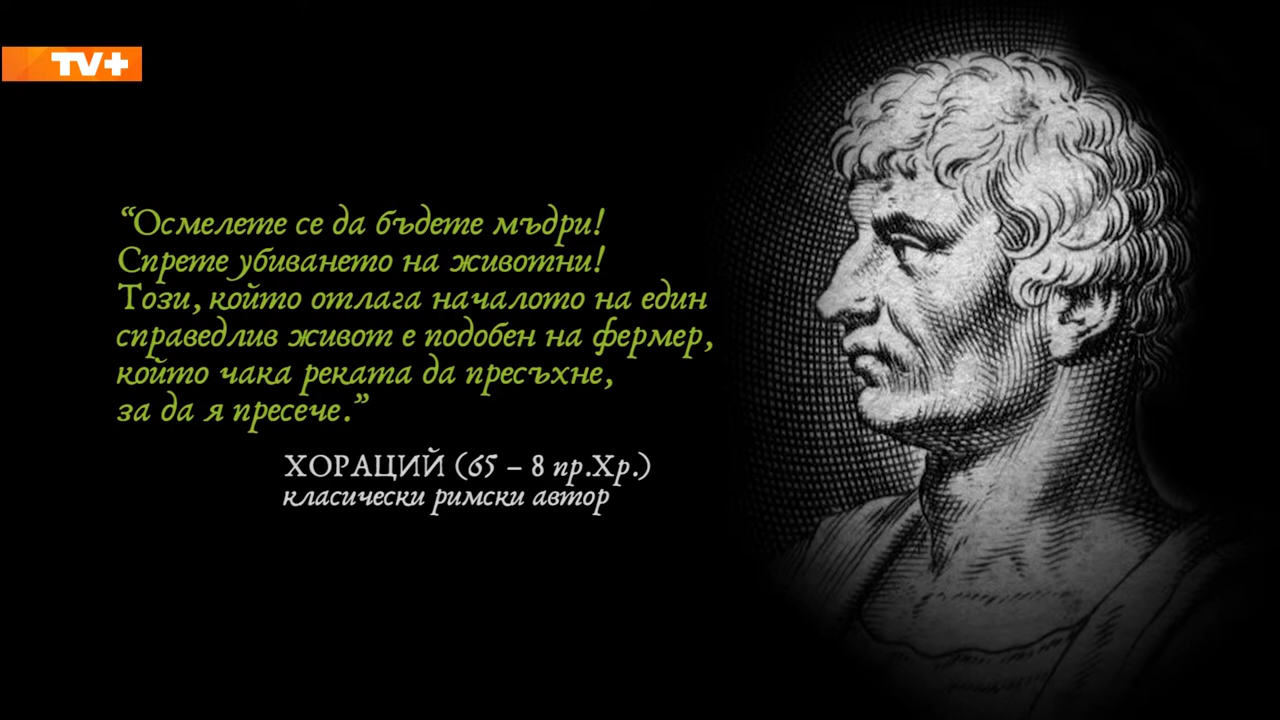 TV+
“Осмелете се да бъдете мъдри!
Спрете убиването на животни!
Този, който отлага началото на един
справедлив живот е подобен на фермер,
който чака реката да пресъхне,
за да я пресече.”
ХОРАЦИЙ (65 – 8 пр.Хр.)
класически римски автор